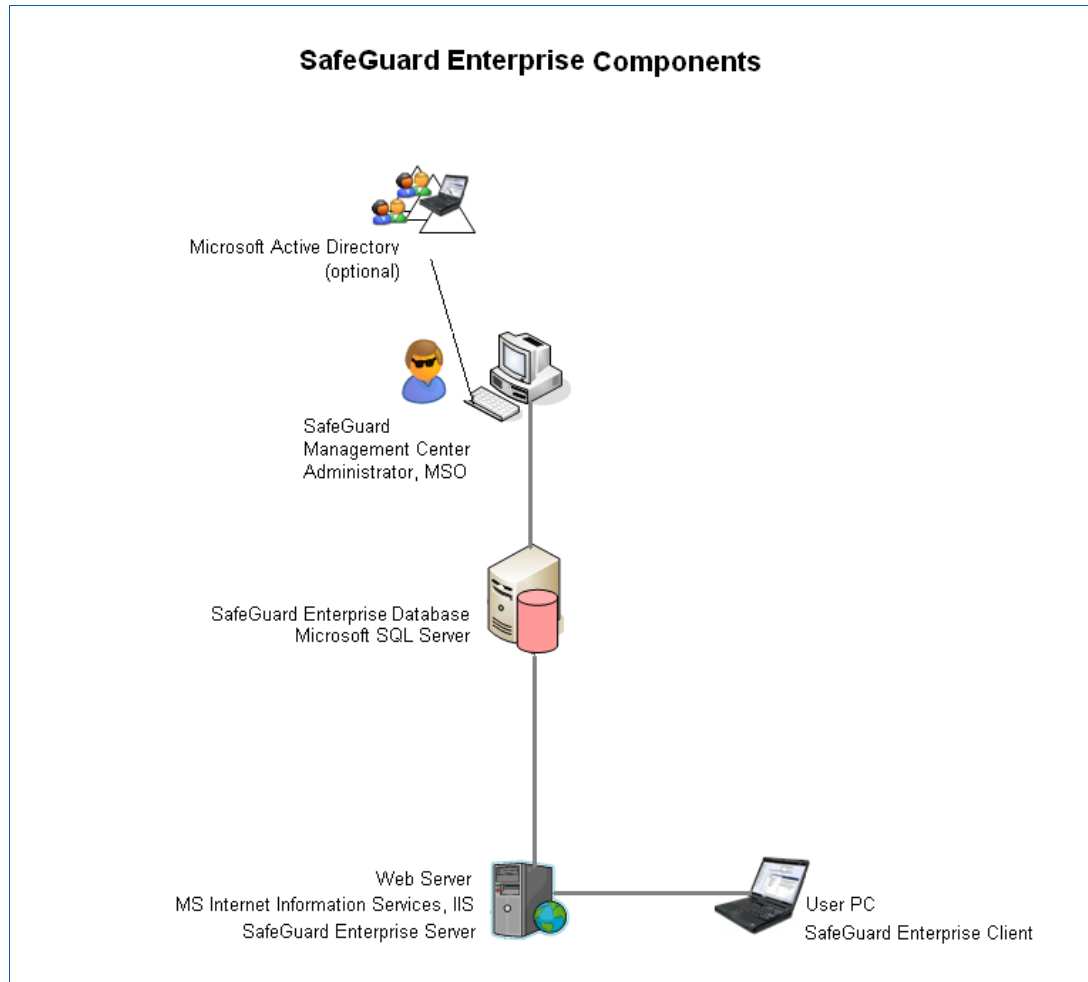 SafeGuard Enterprise Components
Microsoft Active Directory
(optional)
SafeGuard
Management Center
Administrator, MSO
SafeGuard Enterprise Database
Microsoft SQL Server
Web Server
MS Internet Information Services, IIS
SafeGuard Enterprise Server
User PC
SafeGuard Enterprise Client